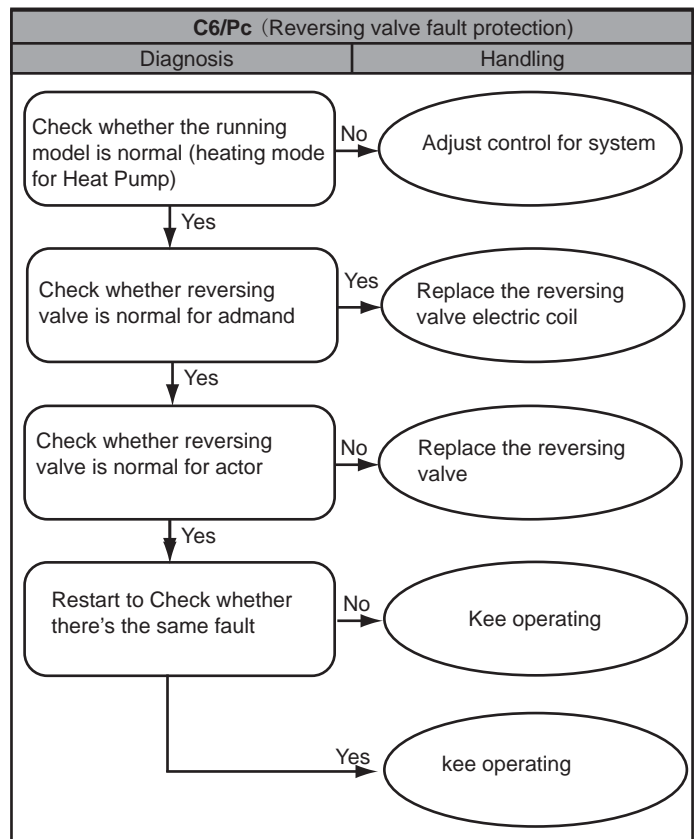 C6/Pc（Reversing valve fault protection)
Diagnosis
Handling
Check whether the running
model is normal (heating mode
for Heat Pump)
No
Adjust control for system
Yes
Check whether reversing
valve is normal for admand
Yes
Replace the reversing
valve electric coil
Yes
Check whether reversing
valve is normal for actor
No
Replace the reversing
valve
Yes
Restart to Check whether
there's the same fault
No
Kee operating
Yes
kee operating